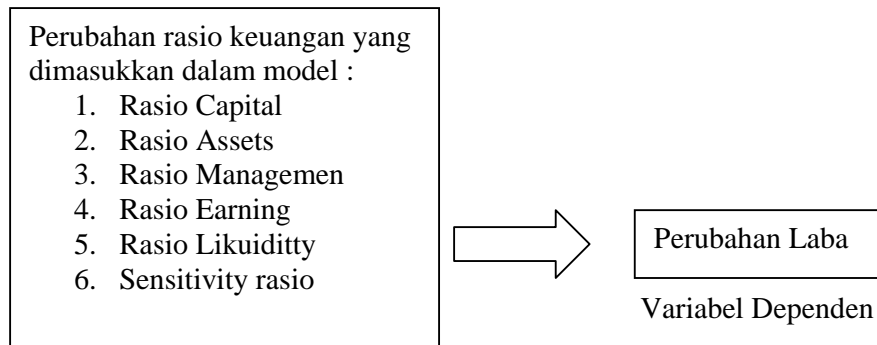 Perubahan rasio keuangan yang
dimasukkan dalam model :
1. Rasio Capital
2. Rasio Assets
3. Rasio Managemen
4. Rasio Earning
5. Rasio Likuiditty
6. Sensitivity rasio
Perubahan Laba
Variabel Dependen